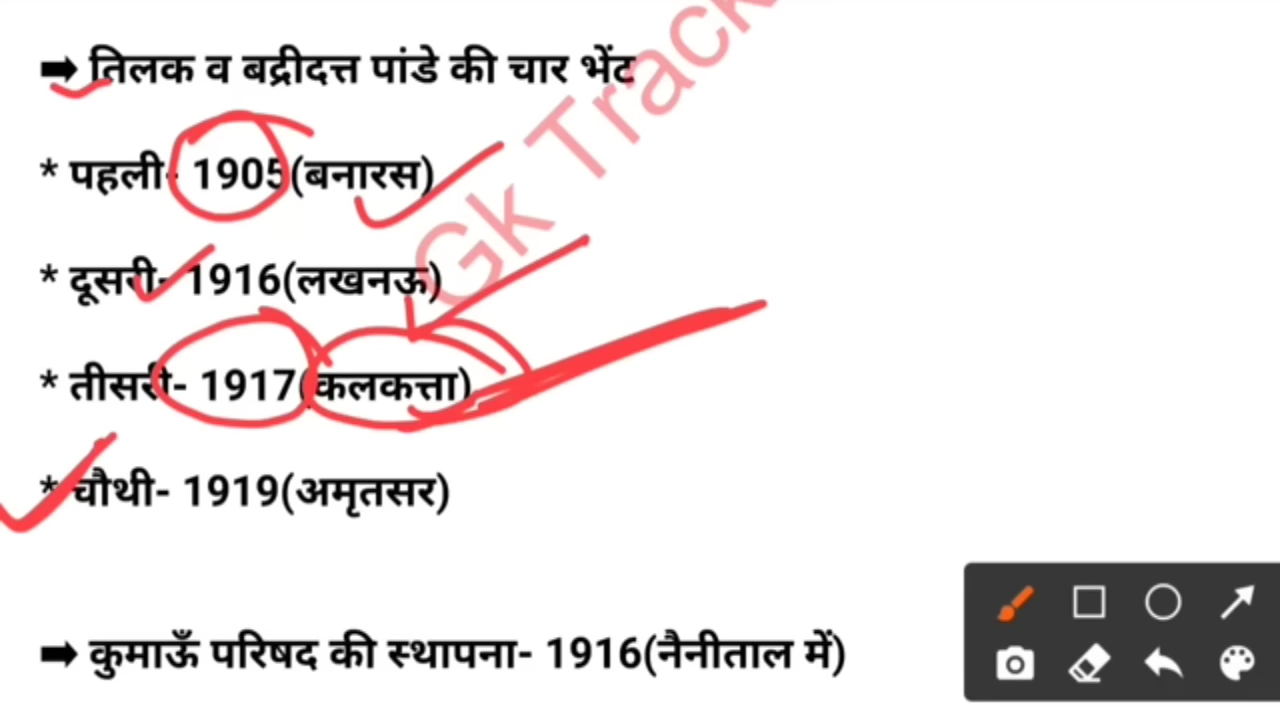 ➡ तिलक व बद्रीदत्त पांडे की चार भेंट
* पहली- 1905(बनारस)
* दूसरी- 1916(लखनऊ)
* तीसरी- 1917(कलकत्ता)
* चौथी- 1919(अमृतसर)
➡ कुमाऊँ परिषद की स्थापना- 1916(नैनीताल में)
Gk Track